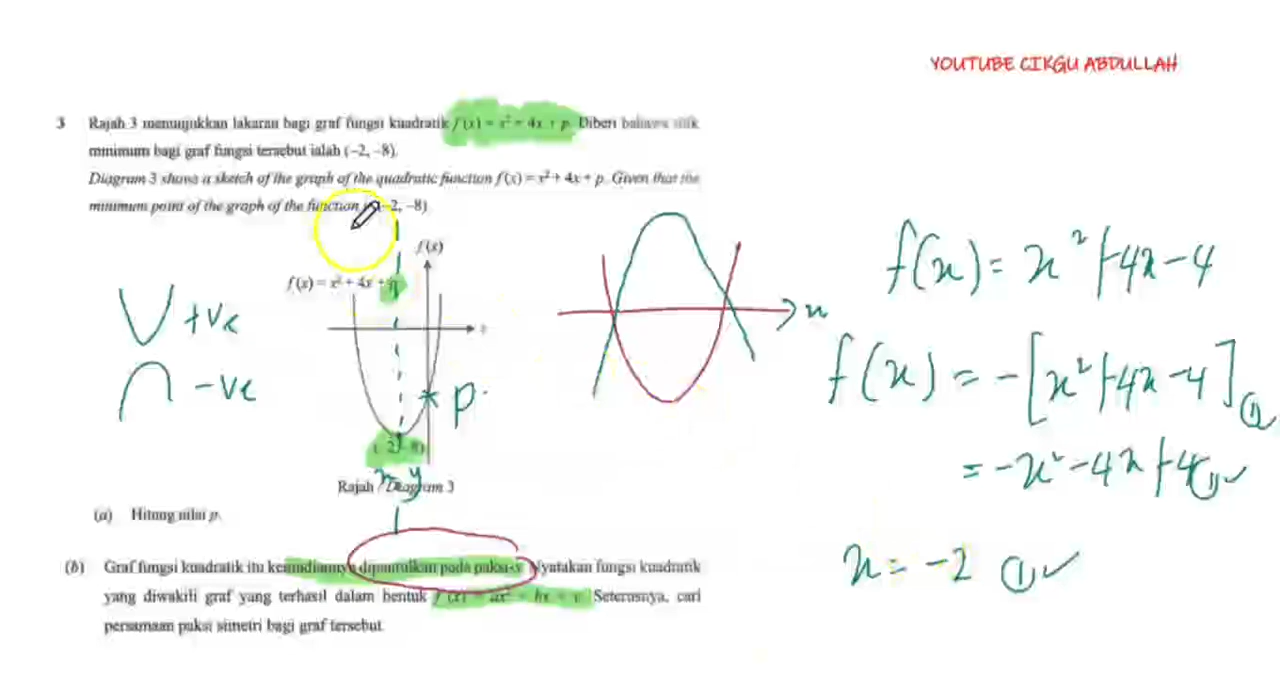 YOUTUBE CIKGU ABDULLAH
3 Rajah 3 menunjukkan lakaran bagi graf fungsi kuadratik f(x) = x² + 4x + p. Diberi bahawa titik
minimum bagi graf fungsi tersebut ialah (−2, −8).
Diagram 3 shows a sketch of the graph of the quadratic function f(x) = x² + 4x + p. Given that the
minimum point of the graph of the function (−2, −8)
f(x)
f(x) = x² + 4x +
x
+ve
−ve
p.
(−2, −8)
x y
Rajah / Diagram 3
(a) Hitung nilai p.
(b) Graf fungsi kuadratik itu kemudiannya dipantulkan pada paksi-x. Nyatakan fungsi kuadratik
yang diwakili graf yang terhasil dalam bentuk f(x) = ax² + bx + c. Seterusnya, cari
persamaan paksi simetri bagi graf tersebut.
x
f(x) = x² + 4x − 4
f(x) = −[x² + 4x − 4] ①
= −x² − 4x + 4 ①✓
x = −2 ①✓